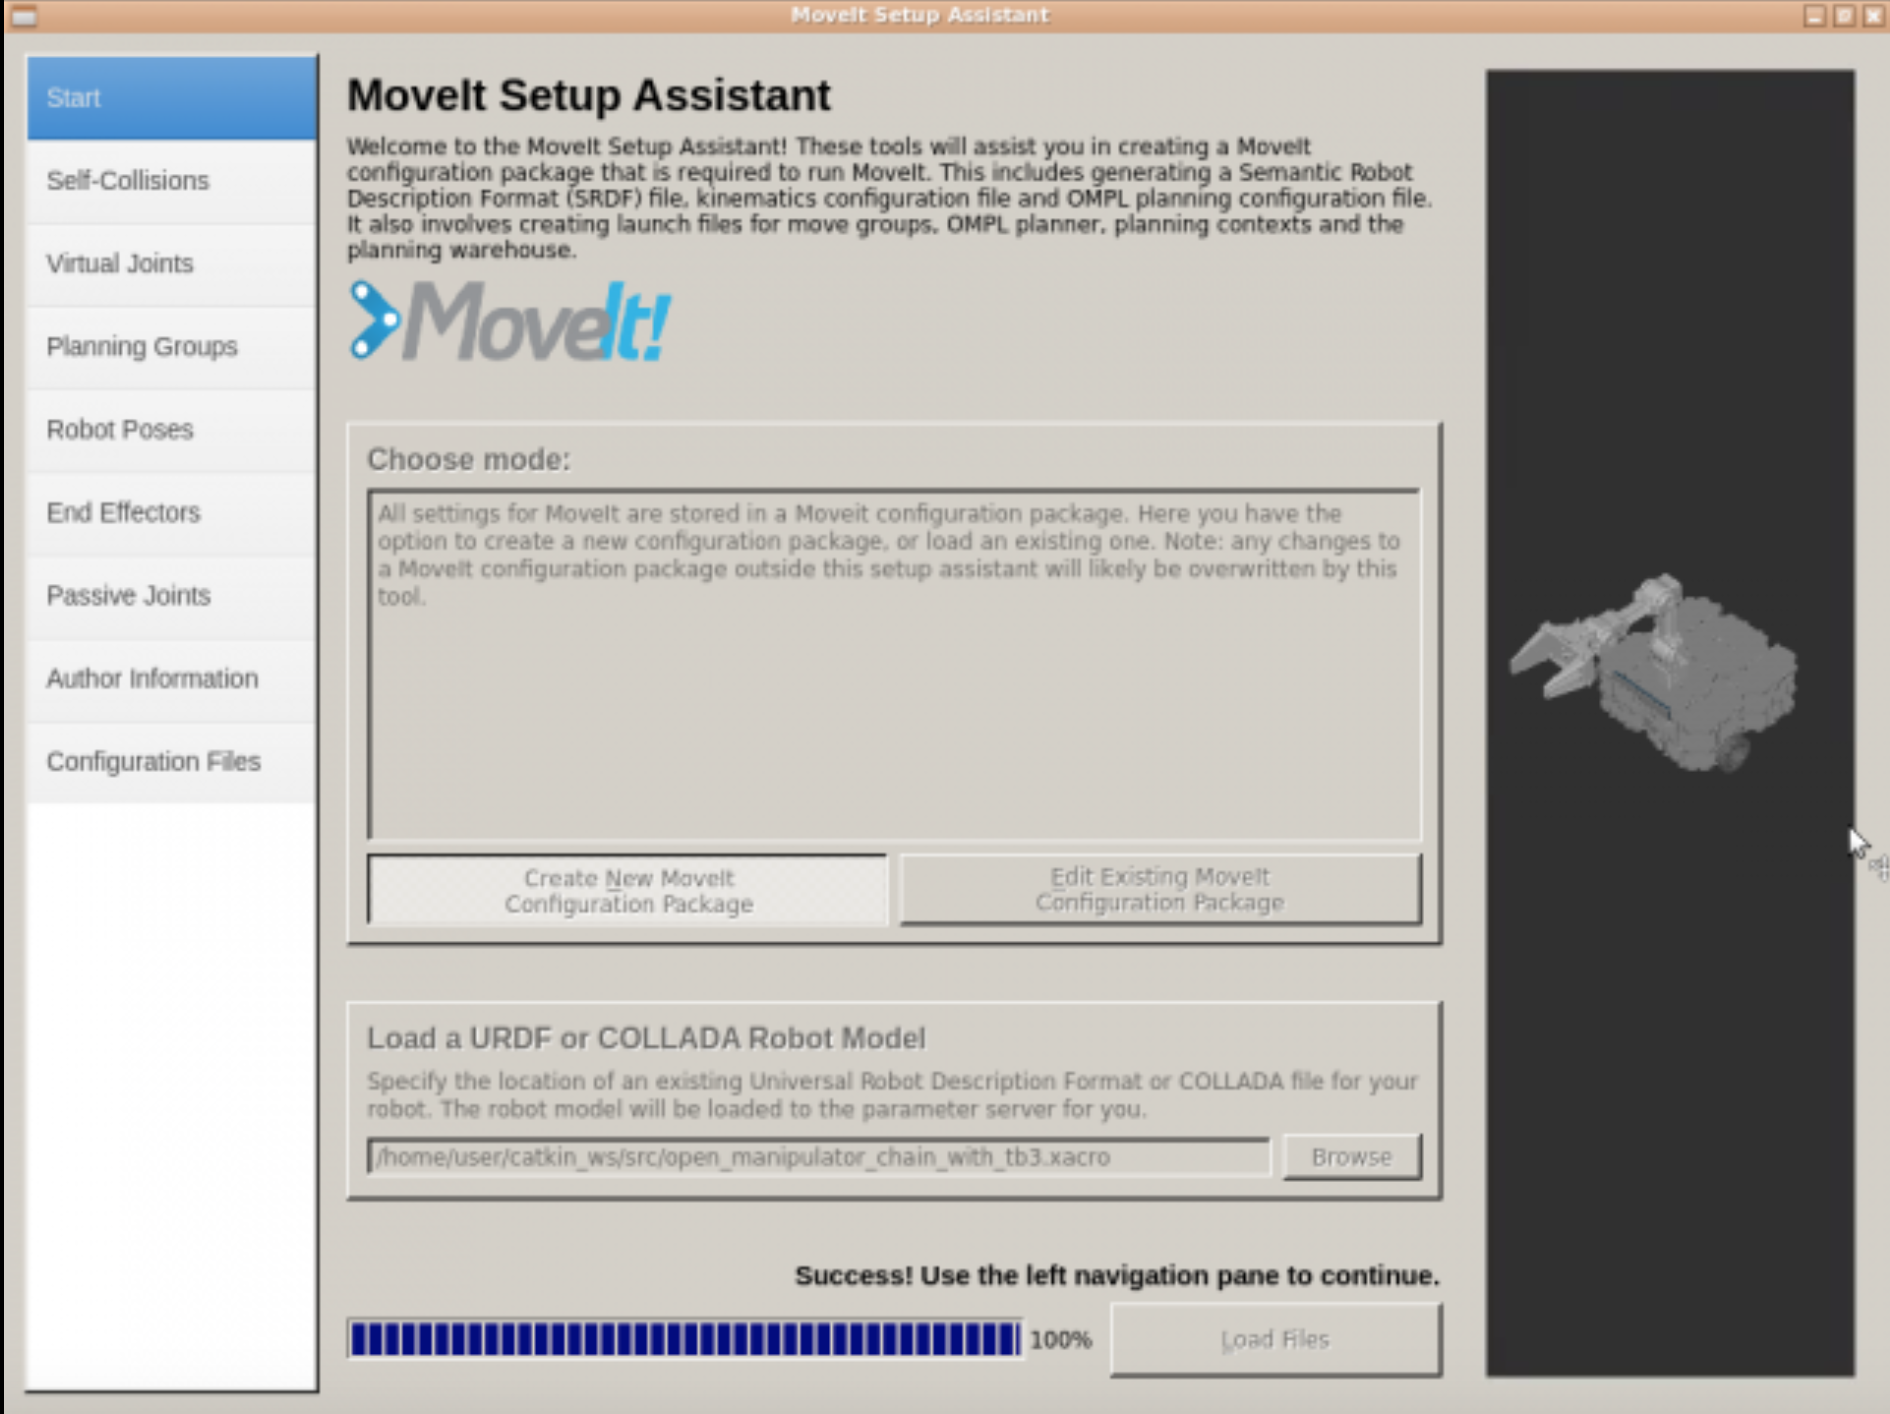 MoveIt Setup Assistant
Start
Self-Collisions
Virtual Joints
Planning Groups
Robot Poses
End Effectors
Passive Joints
Author Information
Configuration Files
MoveIt Setup Assistant
Welcome to the MoveIt Setup Assistant! These tools will assist you in creating a MoveIt
configuration package that is required to run MoveIt. This includes generating a Semantic Robot
Description Format (SRDF) file, kinematics configuration file and OMPL planning configuration file.
It also involves creating launch files for move groups, OMPL planner, planning contexts and the
planning warehouse.
MoveIt!
Choose mode:
All settings for MoveIt are stored in a Moveit configuration package. Here you have the
option to create a new configuration package, or load an existing one. Note: any changes to
a MoveIt configuration package outside this setup assistant will likely be overwritten by this
tool.
Create New MoveIt
Configuration Package
Edit Existing MoveIt
Configuration Package
Load a URDF or COLLADA Robot Model
Specify the location of an existing Universal Robot Description Format or COLLADA file for your
robot. The robot model will be loaded to the parameter server for you.
/home/user/catkin_ws/src/open_manipulator_chain_with_tb3.xacro
Browse
Success! Use the left navigation pane to continue.
100%
Load Files